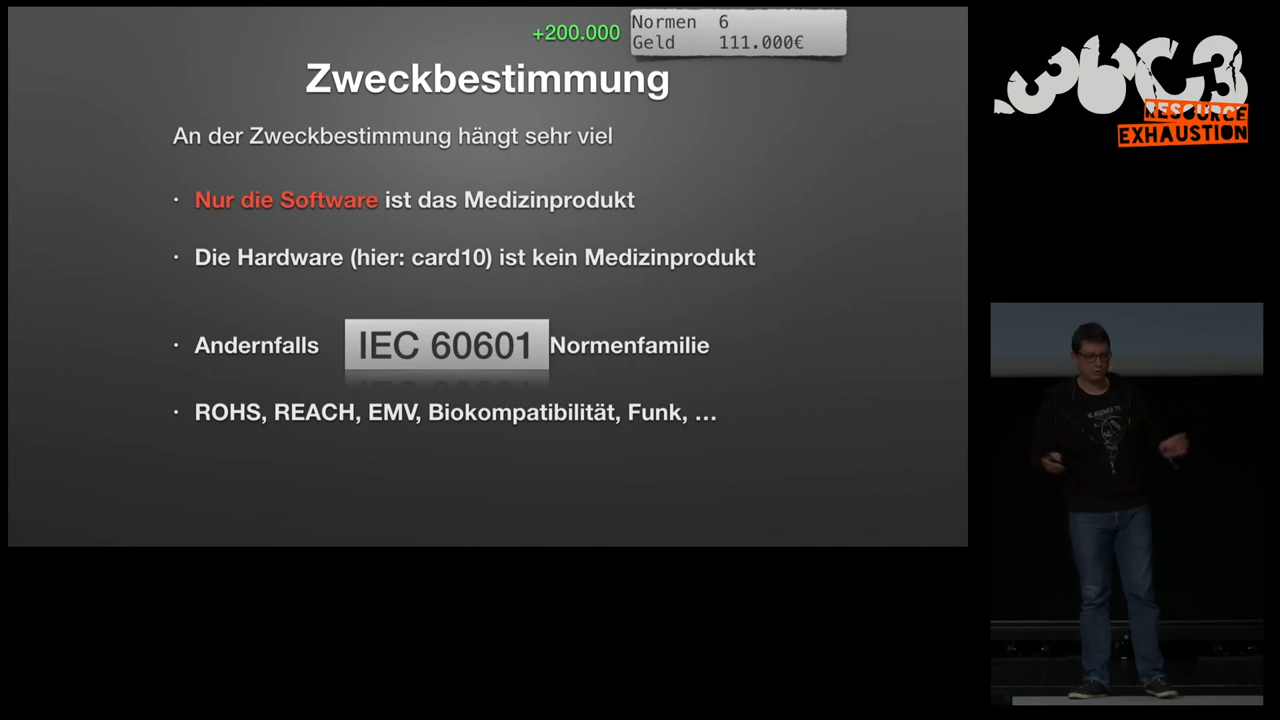 +200.000
Normen 6
Geld 111.000€
Zweckbestimmung
An der Zweckbestimmung hängt sehr viel
· Nur die Software ist das Medizinprodukt
· Die Hardware (hier: card10) ist kein Medizinprodukt
· Andernfalls IEC 60601 Normenfamilie
· ROHS, REACH, EMV, Biokompatibilität, Funk, …
36C3
RESOURCE
EXHAUSTION